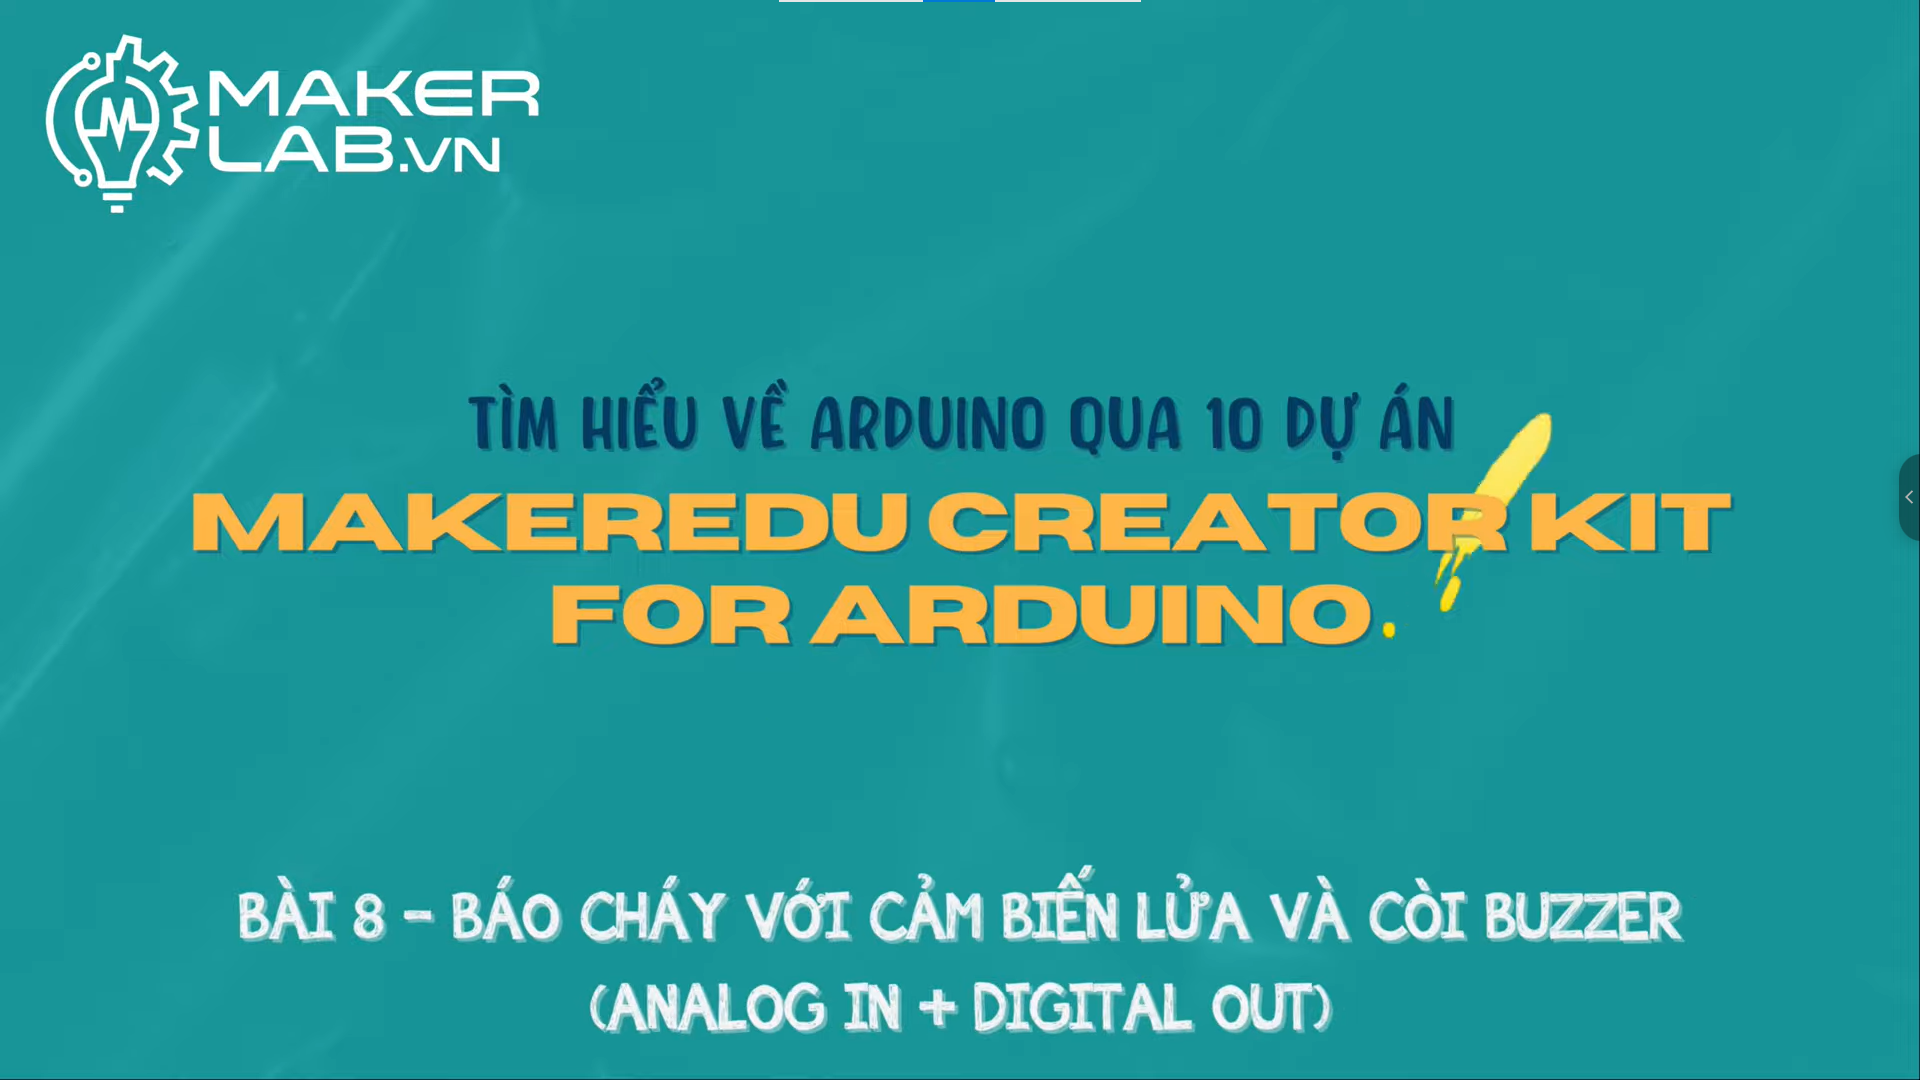 MAKER
LAB.VN
TÌM HIỂU VỀ ARDUINO QUA 10 DỰ ÁN
MAKEREDU CREATOR KIT
FOR ARDUINO.
BÀI 8 - BÁO CHÁY VỚI CẢM BIẾN LỬA VÀ CÒI BUZZER
(ANALOG IN + DIGITAL OUT)